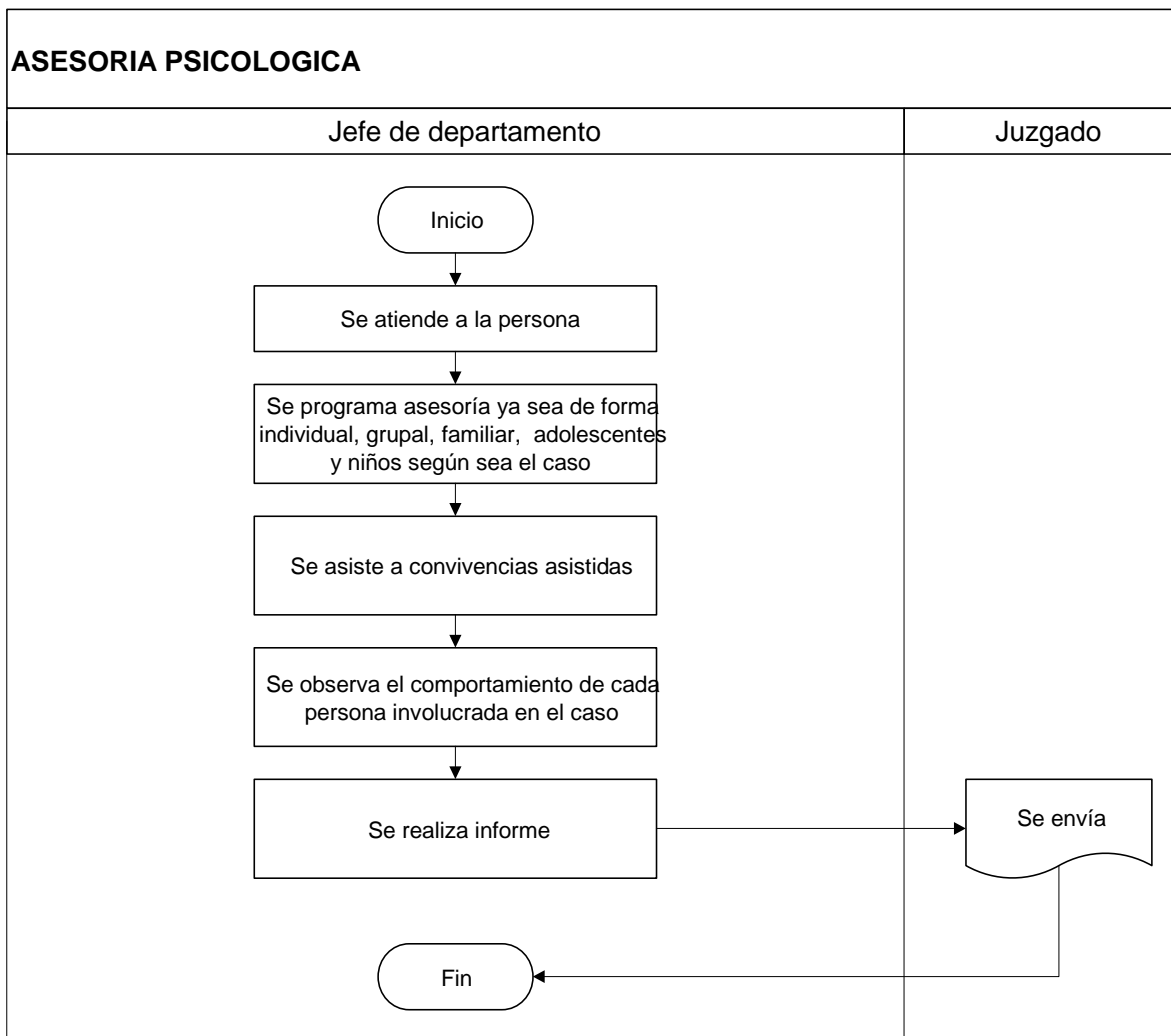 ASESORIA PSICOLOGICA
Jefe de departamento
Juzgado
Inicio
Se atiende a la persona
Se programa asesoría ya sea de forma
individual, grupal, familiar, adolescentes
y niños según sea el caso
Se asiste a convivencias asistidas
Se observa el comportamiento de cada
persona involucrada en el caso
Se realiza informe
Se envía
Fin